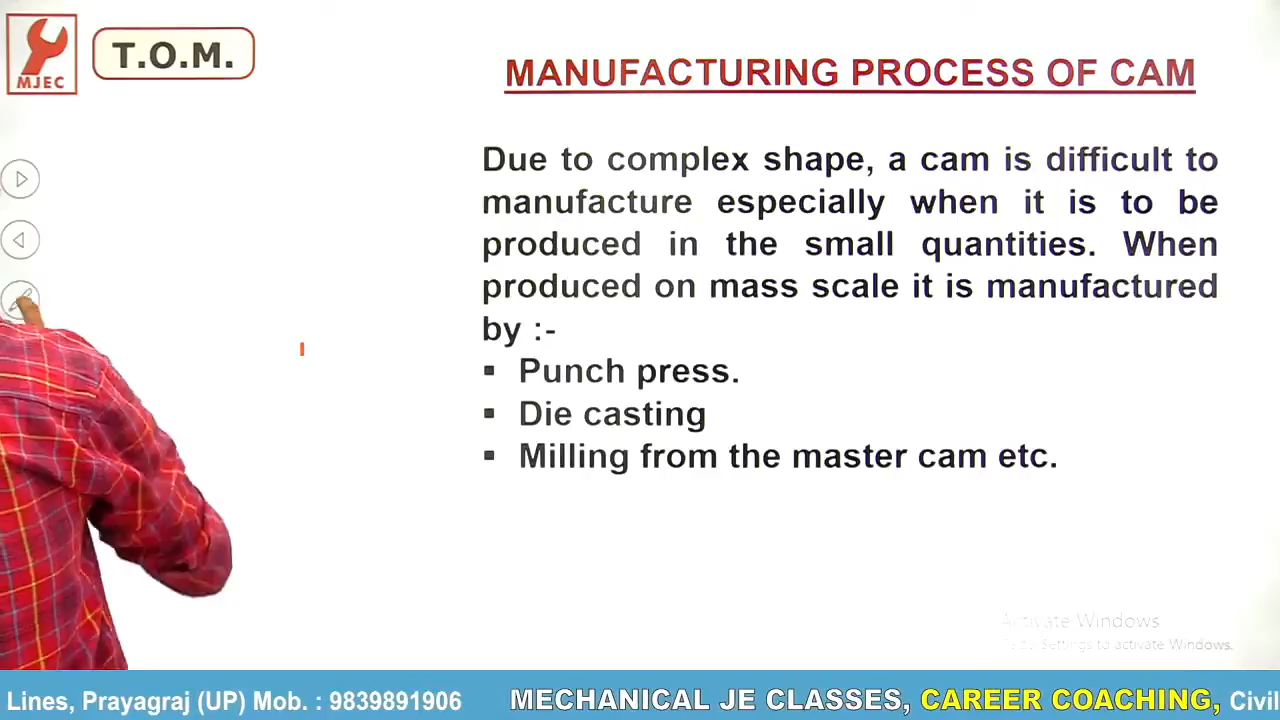 MJEC
T.O.M.
MANUFACTURING PROCESS OF CAM
Due to complex shape, a cam is difficult to
manufacture especially when it is to be
produced in the small quantities. When
produced on mass scale it is manufactured
by :-
▪ Punch press.
▪ Die casting
▪ Milling from the master cam etc.
Activate Windows
Settings to activate Windows.
Lines, Prayagraj (UP) Mob. : 9839891906 MECHANICAL JE CLASSES, CAREER COACHING, Civil